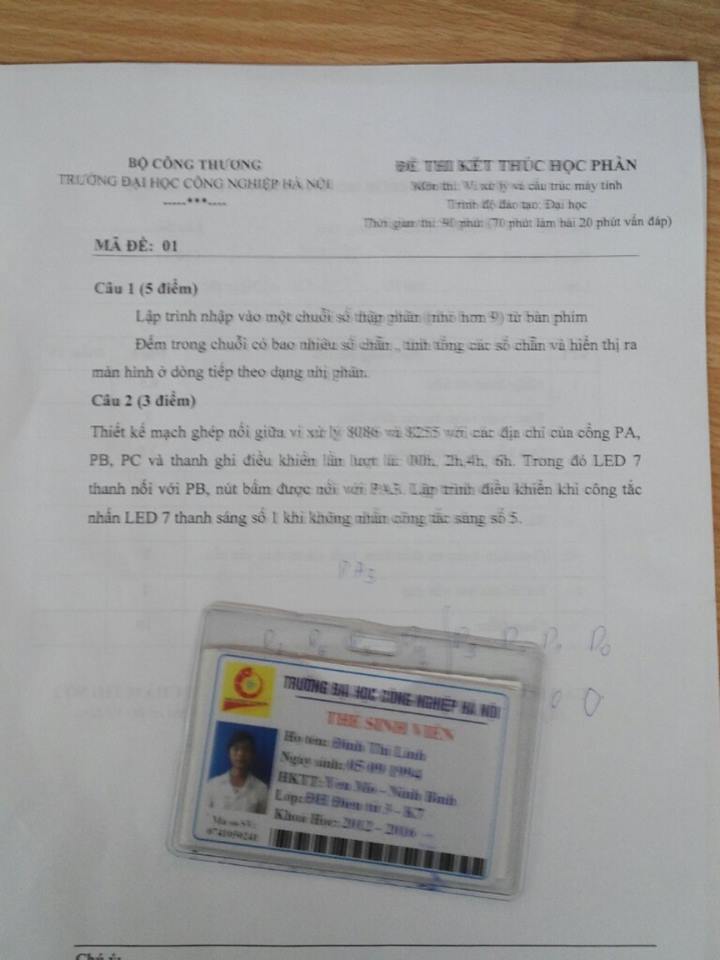 BỘ CÔNG THƯƠNG
TRƯỜNG ĐẠI HỌC CÔNG NGHIỆP HÀ NỘI
-----***----
ĐỀ THI KẾT THÚC HỌC PHẦN
Môn thi: Vi xử lý và cấu trúc máy tính
Trình độ đào tạo: Đại học
Thời gian thi: 90 phút (70 phút làm bài 20 phút vấn đáp)
MÃ ĐỀ: 01
Câu 1 (5 điểm)
Lập trình nhập vào một chuỗi số thập phân (nhỏ hơn 9) từ bàn phím
Đếm trong chuỗi có bao nhiêu số chẵn , tính tổng các số chẵn và hiển thị ra
màn hình ở dòng tiếp theo dạng nhị phân.
Câu 2 (3 điểm)
Thiết kế mạch ghép nối giữa vi xử lý 8086 và 8255 với các địa chỉ của cổng PA,
PB, PC và thanh ghi điều khiển lần lượt là: 00h, 2h,4h, 6h. Trong đó LED 7
thanh nối với PB, nút bấm được nối với PA3. Lập trình điều khiển khi công tắc
nhấn LED 7 thanh sáng số 1 khi không nhấn công tắc sáng số 5.
PA3
D0
0 0
TRƯỜNG ĐẠI HỌC CÔNG NGHIỆP HÀ NỘI
THẺ SINH VIÊN
Họ tên: Đinh Thị Linh
Ngày sinh: 05 09 1994
HKTT: Yên Mô - Ninh Bình
Lớp: ĐH Điện tử 3 - K7
Khóa Học: 2012 - 2016
Mã số SV:
Chú ý: